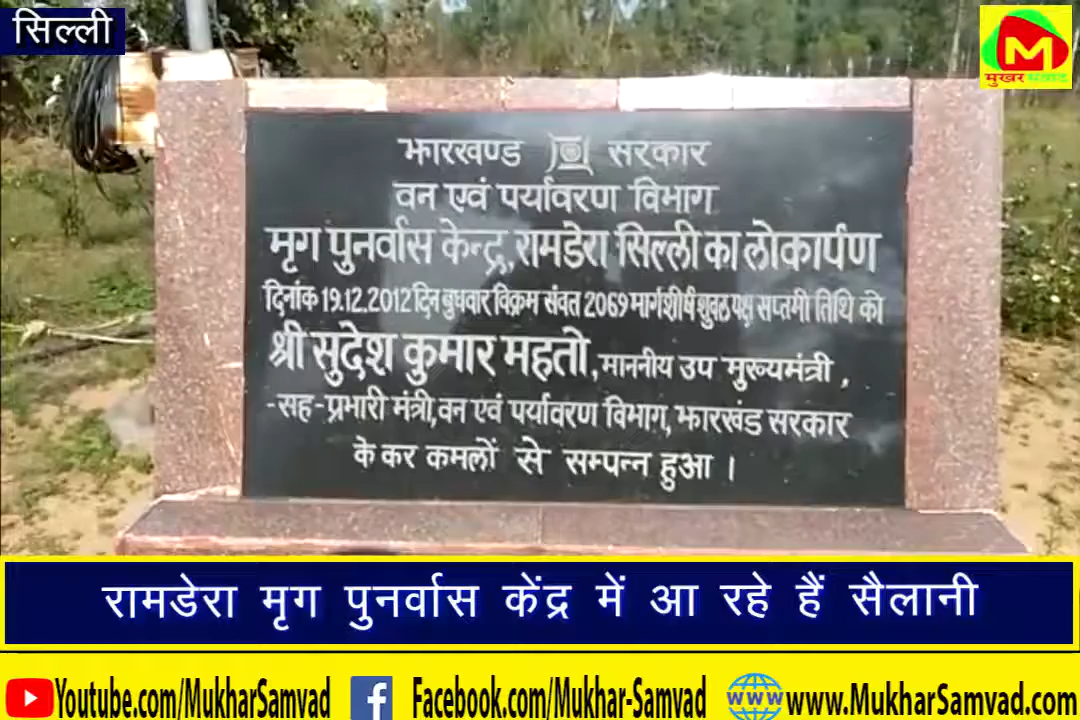 सिल्ली
M
मुखर संवाद
झारखण्ड सरकार
वन एवं पर्यावरण विभाग
मृग पुनर्वास केन्द्र, रामडेरा सिल्ली का लोकार्पण
दिनांक 19.12.2012 दिन बुधवार विक्रम संवत 2069 मार्गशीर्ष शुक्ल पक्ष सप्तमी तिथि को
श्री सुदेश कुमार महतो, माननीय उप मुख्यमंत्री,
-सह-प्रभारी मंत्री, वन एवं पर्यावरण विभाग, झारखंड सरकार
के कर कमलों से सम्पन्न हुआ ।
रामडेरा मृग पुनर्वास केंद्र में आ रहे हैं सैलानी
Youtube.com/MukharSamvad Facebook.com/Mukhar-Samvad www.MukharSamvad.com